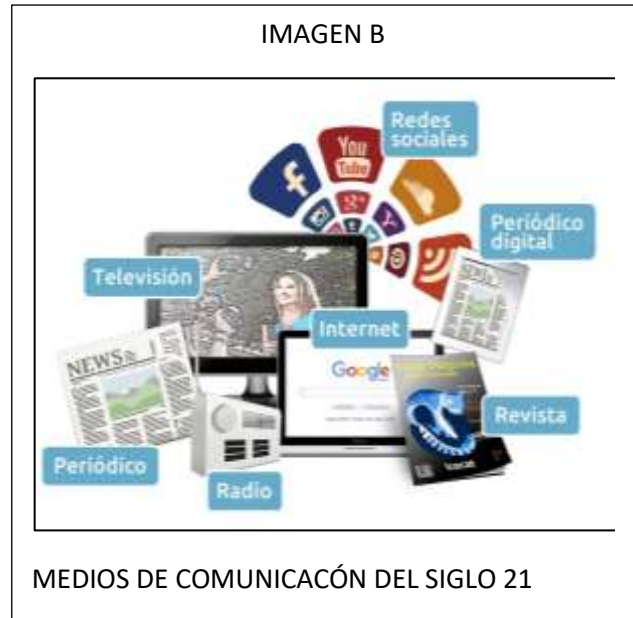 IMAGEN B
Redes
sociales
You
Tube
f
Periódico
digital
Televisión
NEWS
Internet
Google
NEWS
Revista
Periódico
Radio
MEDIOS DE COMUNICACÓN DEL SIGLO 21